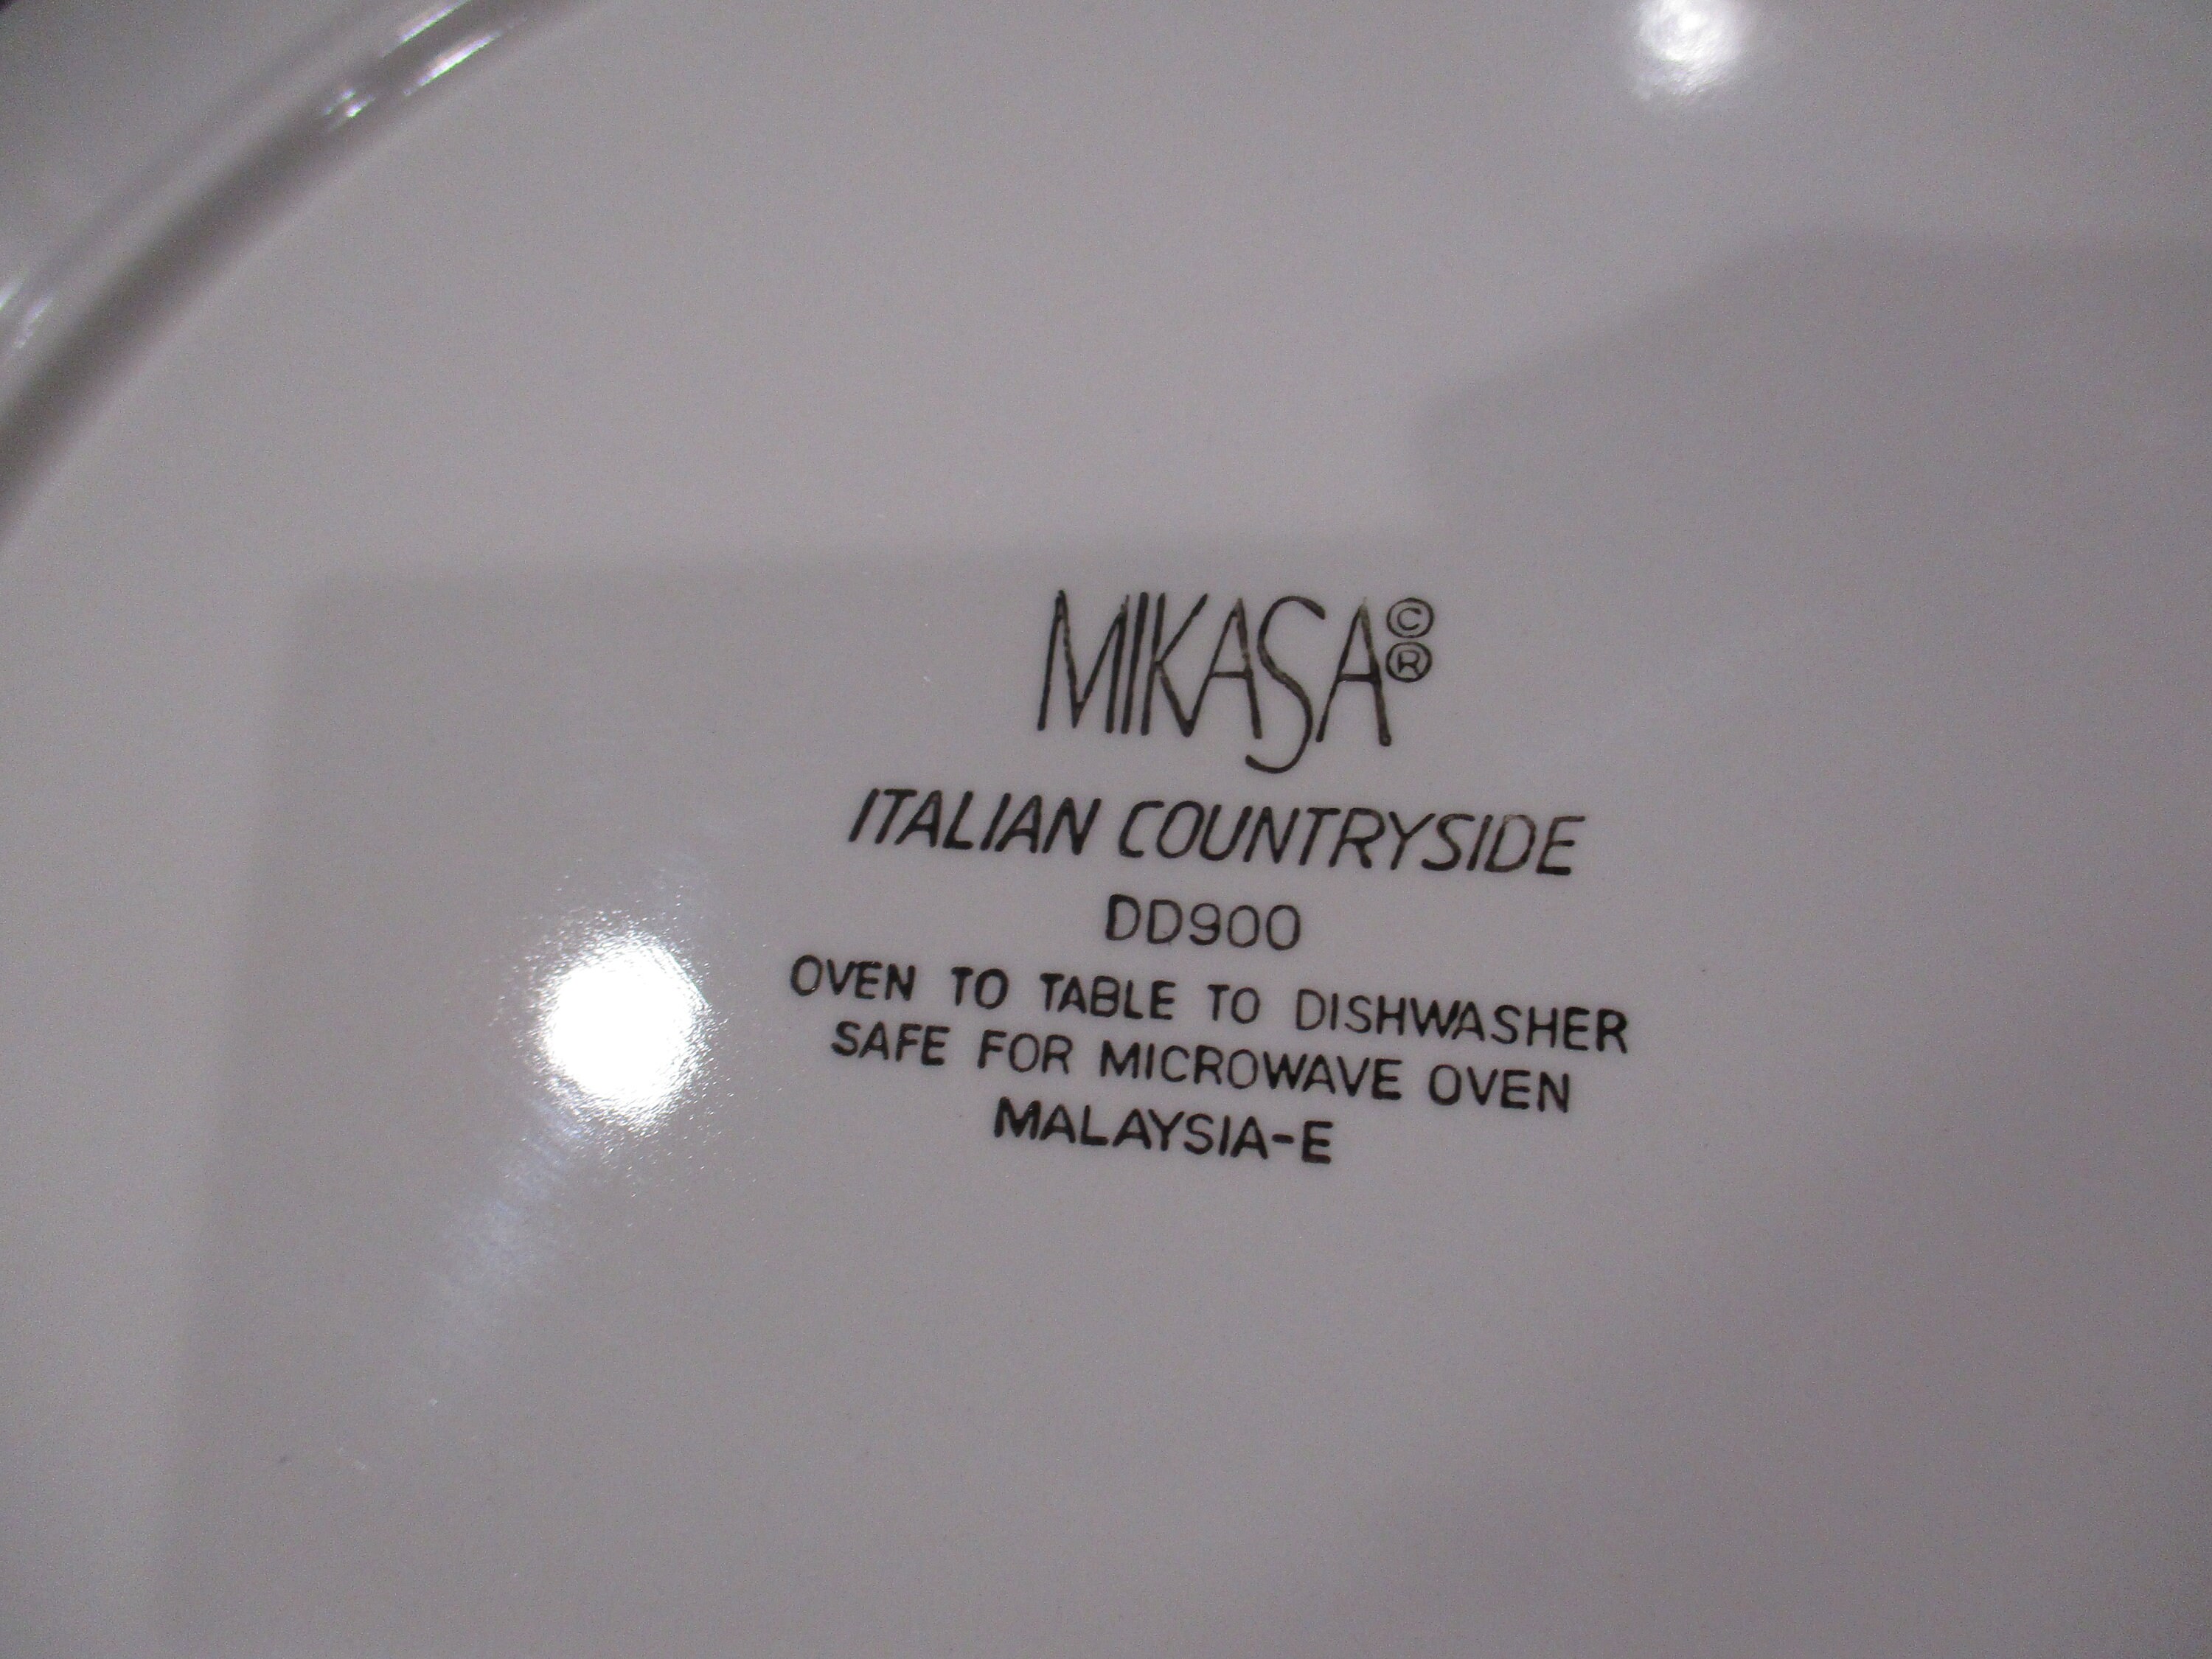 MIKASA©®
ITALIAN COUNTRYSIDE
DD900
OVEN TO TABLE TO DISHWASHER
SAFE FOR MICROWAVE OVEN
MALAYSIA-E